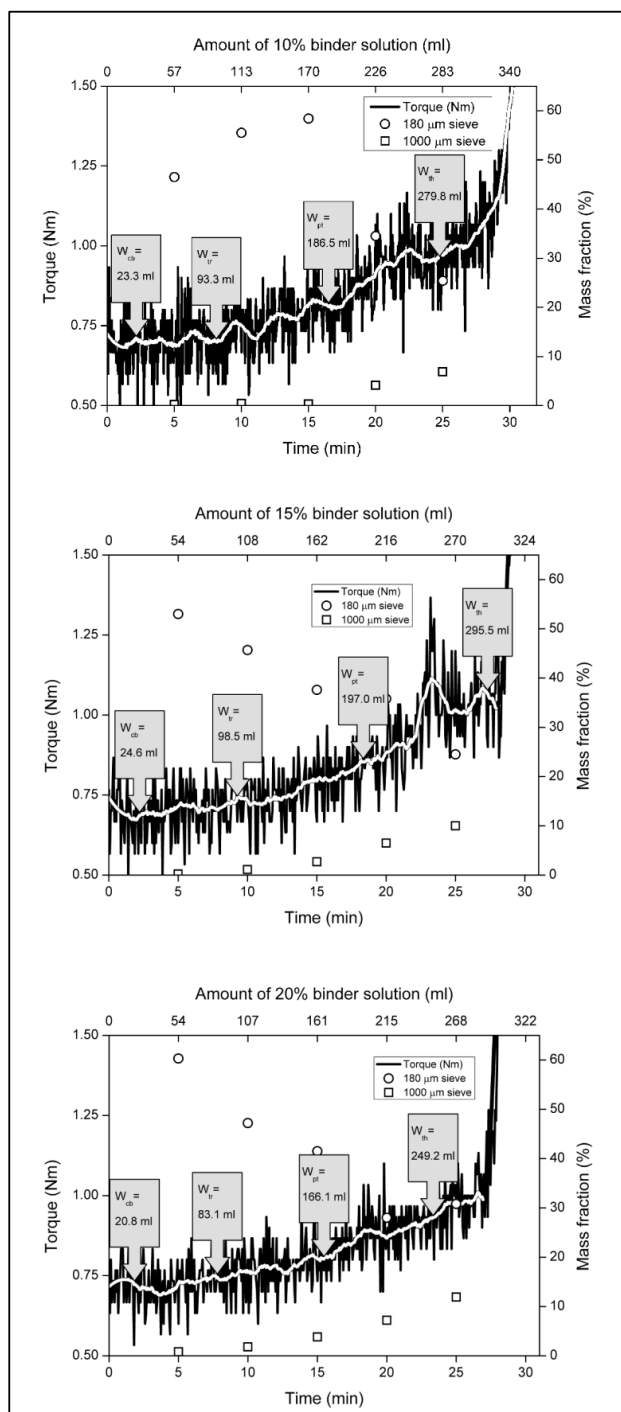 Amount of 10% binder solution (ml)
0 57 113 170 226 283 340
1.50
1.25
1.00
0.75
0.50
Torque (Nm)
60
50
40
30
20
10
0
Mass fraction (%)
Torque (Nm)
180 μm sieve
1000 μm sieve
W_cb =
23.3 ml
W_tr =
93.3 ml
W_pt =
186.5 ml
W_th =
279.8 ml
0 5 10 15 20 25 30
Time (min)
Amount of 15% binder solution (ml)
0 54 108 162 216 270 324
1.50
1.25
1.00
0.75
0.50
Torque (Nm)
60
50
40
30
20
10
0
Mass fraction (%)
Torque (Nm)
180 μm sieve
1000 μm sieve
W_cb =
24.6 ml
W_tr =
98.5 ml
W_pt =
197.0 ml
W_th =
295.5 ml
0 5 10 15 20 25 30
Time (min)
Amount of 20% binder solution (ml)
0 54 107 161 215 268 322
1.50
1.25
1.00
0.75
0.50
Torque (Nm)
60
50
40
30
20
10
0
Mass fraction (%)
Torque (Nm)
180 μm sieve
1000 μm sieve
W_cb =
20.8 ml
W_tr =
83.1 ml
W_pt =
166.1 ml
W_th =
249.2 ml
0 5 10 15 20 25 30
Time (min)